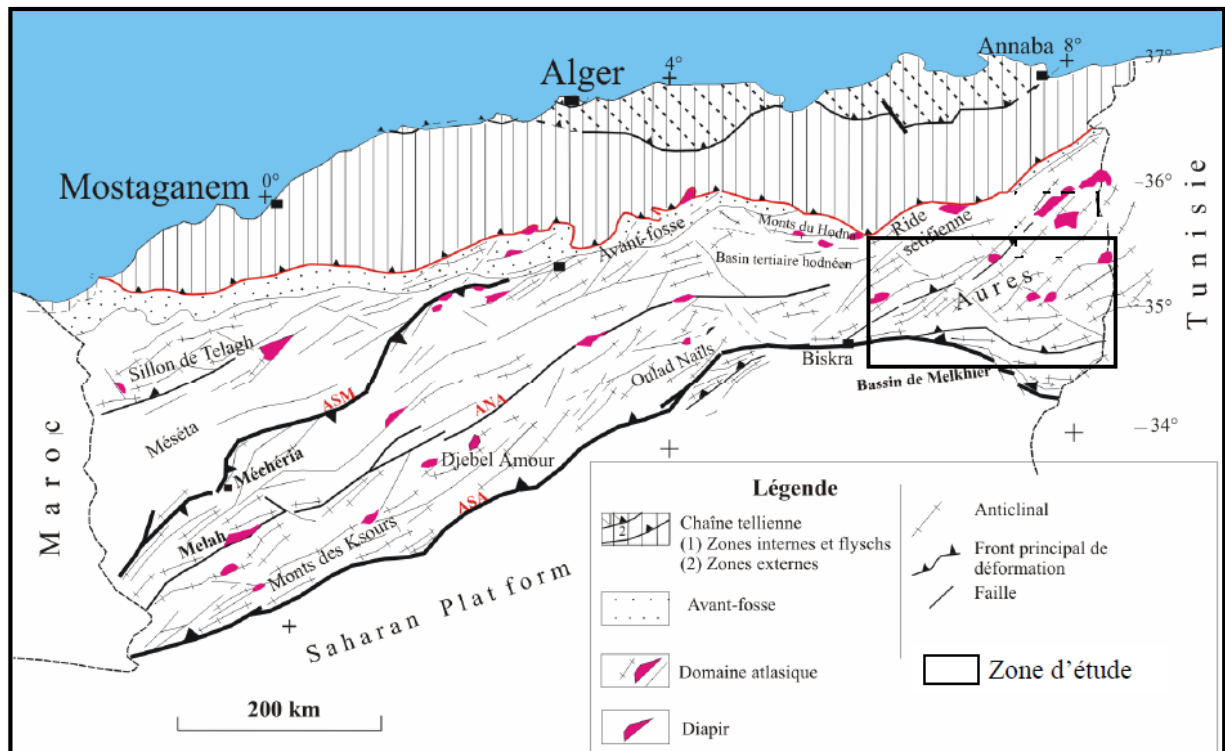 Annaba 8°
37°
Alger 4°
Mostaganem 0°
36°
Tunisie
Monts du Hodna
Ride
sétifienne
Avant-fosse
Basin tertiaire hodnéen
Aures
35°
Sillon de Telagh
Oulad Naïls
Biskra
Bassin de Melkhier
ASM
ANA
Méséta
34°
Maroc
Méchéria
Djebel Amour
ASA
Melah
Monts des Ksours
Saharan Platform
200 km
Légende
2
Chaîne tellienne
(1) Zones internes et flyschs
(2) Zones externes
Avant-fosse
Domaine atlasique
Diapir
Anticlinal
Front principal de
déformation
Faille
Zone d'étude